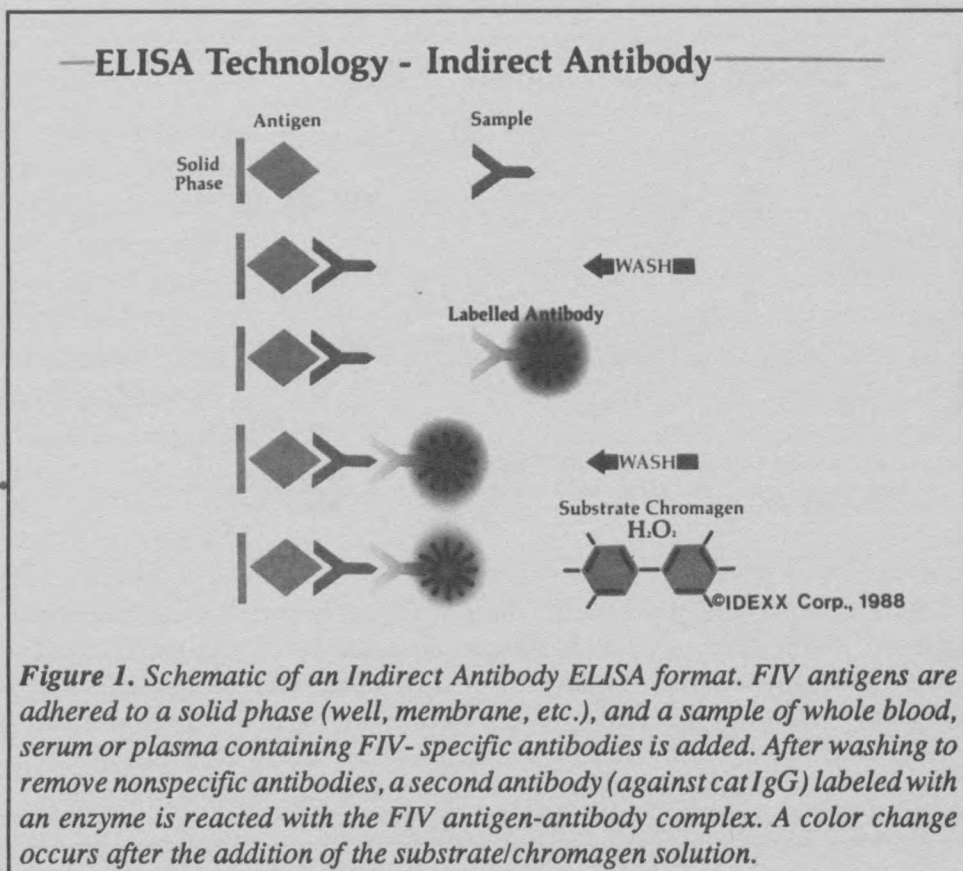 ELISA Technology - Indirect Antibody
Antigen Sample
Solid
Phase
WASH
Labelled Antibody
WASH
Substrate Chromagen
H₂O₂
©IDEXX Corp., 1988
Figure 1. Schematic of an Indirect Antibody ELISA format. FIV antigens are
adhered to a solid phase (well, membrane, etc.), and a sample of whole blood,
serum or plasma containing FIV- specific antibodies is added. After washing to
remove nonspecific antibodies, a second antibody (against cat IgG) labeled with
an enzyme is reacted with the FIV antigen-antibody complex. A color change
occurs after the addition of the substrate/chromagen solution.